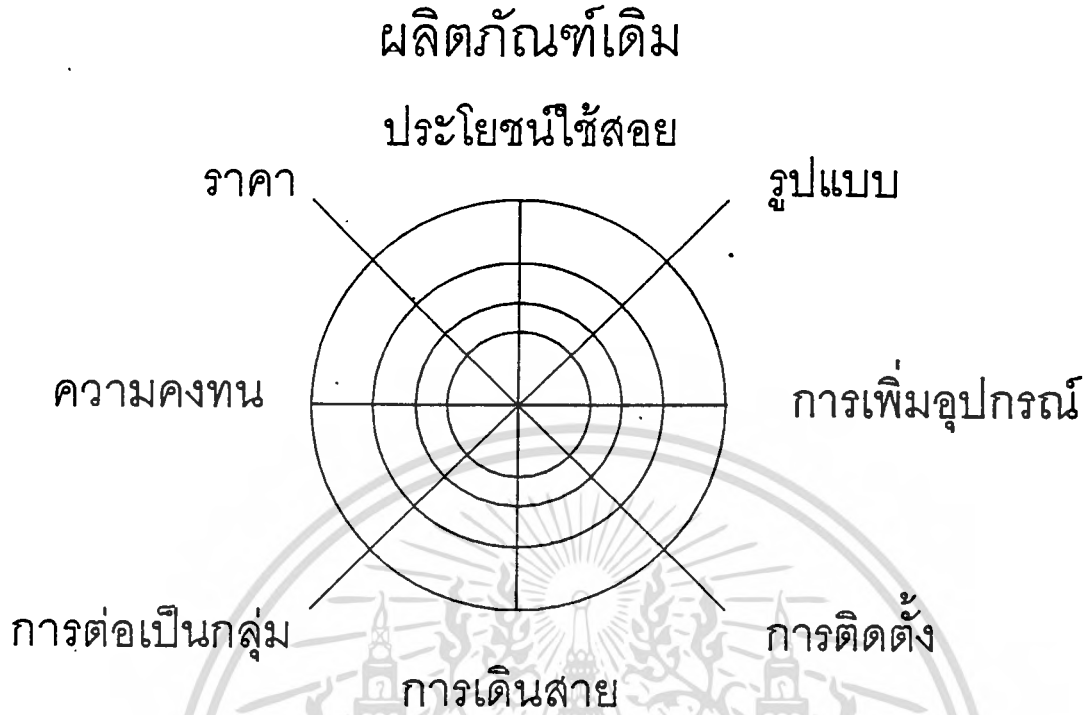 ผลิตภัณฑ์เดิม
ประโยชน์ใช้สอย
ราคา
รูปแบบ
ความคงทน
การเพิ่มอุปกรณ์
การต่อเป็นกลุ่ม
การติดตั้ง
การเดินสาย